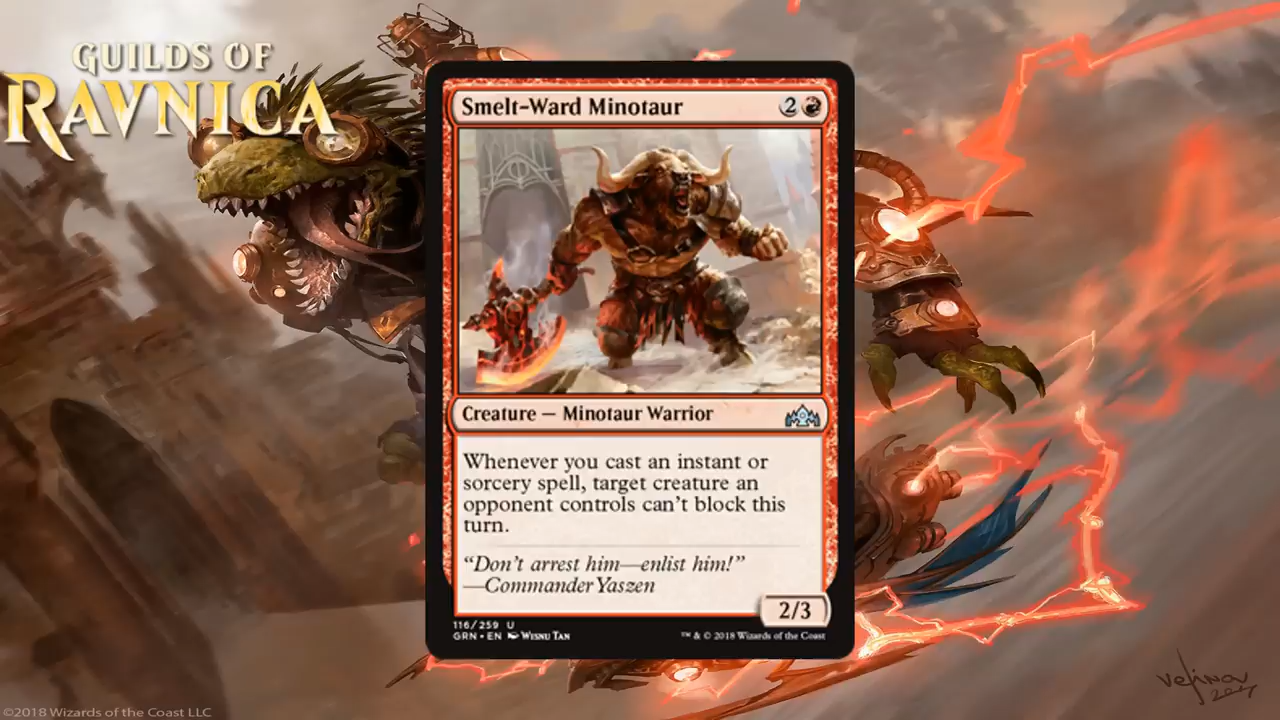 GUILDS OF
RAVNICA
Smelt-Ward Minotaur 2
Creature — Minotaur Warrior
Whenever you cast an instant or
sorcery spell, target creature an
opponent controls can't block this
turn.
“Don't arrest him—enlist him!”
—Commander Yaszen
2/3
116/259 U
GRN • EN Wisnu Tan
™ & © 2018 Wizards of the Coast
©2018 Wizards of the Coast LLC